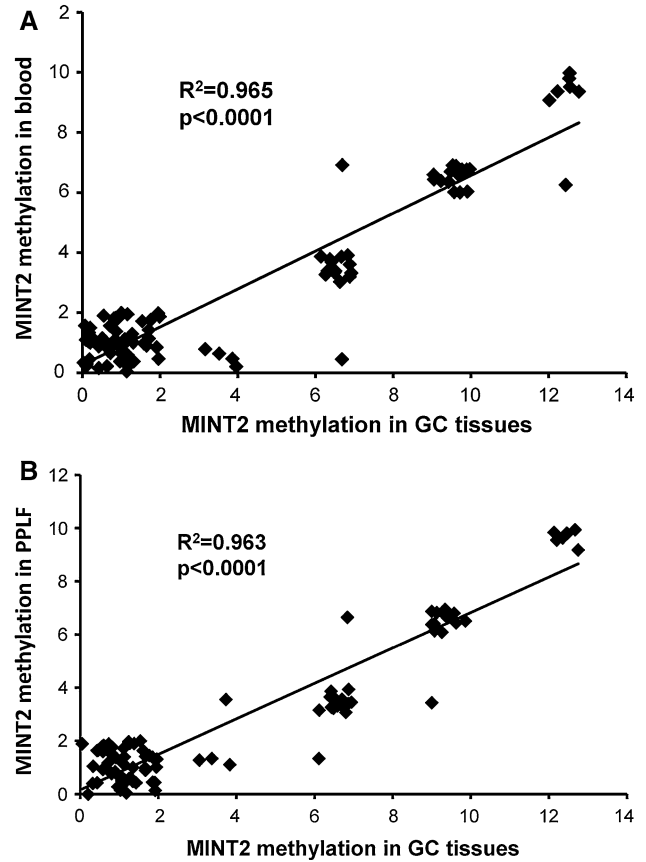 A
2
10
8
6
4
2
0
MINT2 methylation in blood
R²=0.965
p<0.0001
0 2 4 6 8 10 12 14
MINT2 methylation in GC tissues
B
12
10
8
6
4
2
0
MINT2 methylation in PPLF
R²=0.963
p<0.0001
0 2 4 6 8 10 12 14
MINT2 methylation in GC tissues